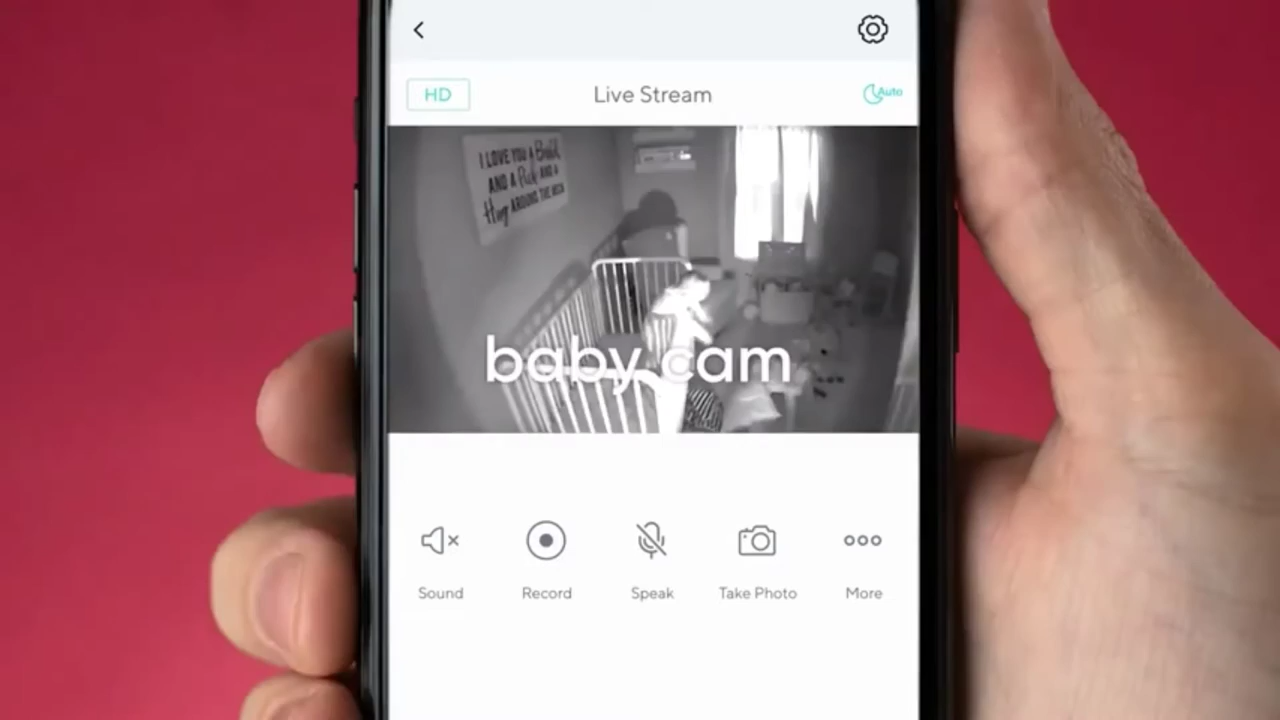 HD
Live Stream
Auto
I LOVE YOU A Bushel
AND A Peck AND A
Hug AROUND THE NECK
baby cam
Sound
Record
Speak
Take Photo
More